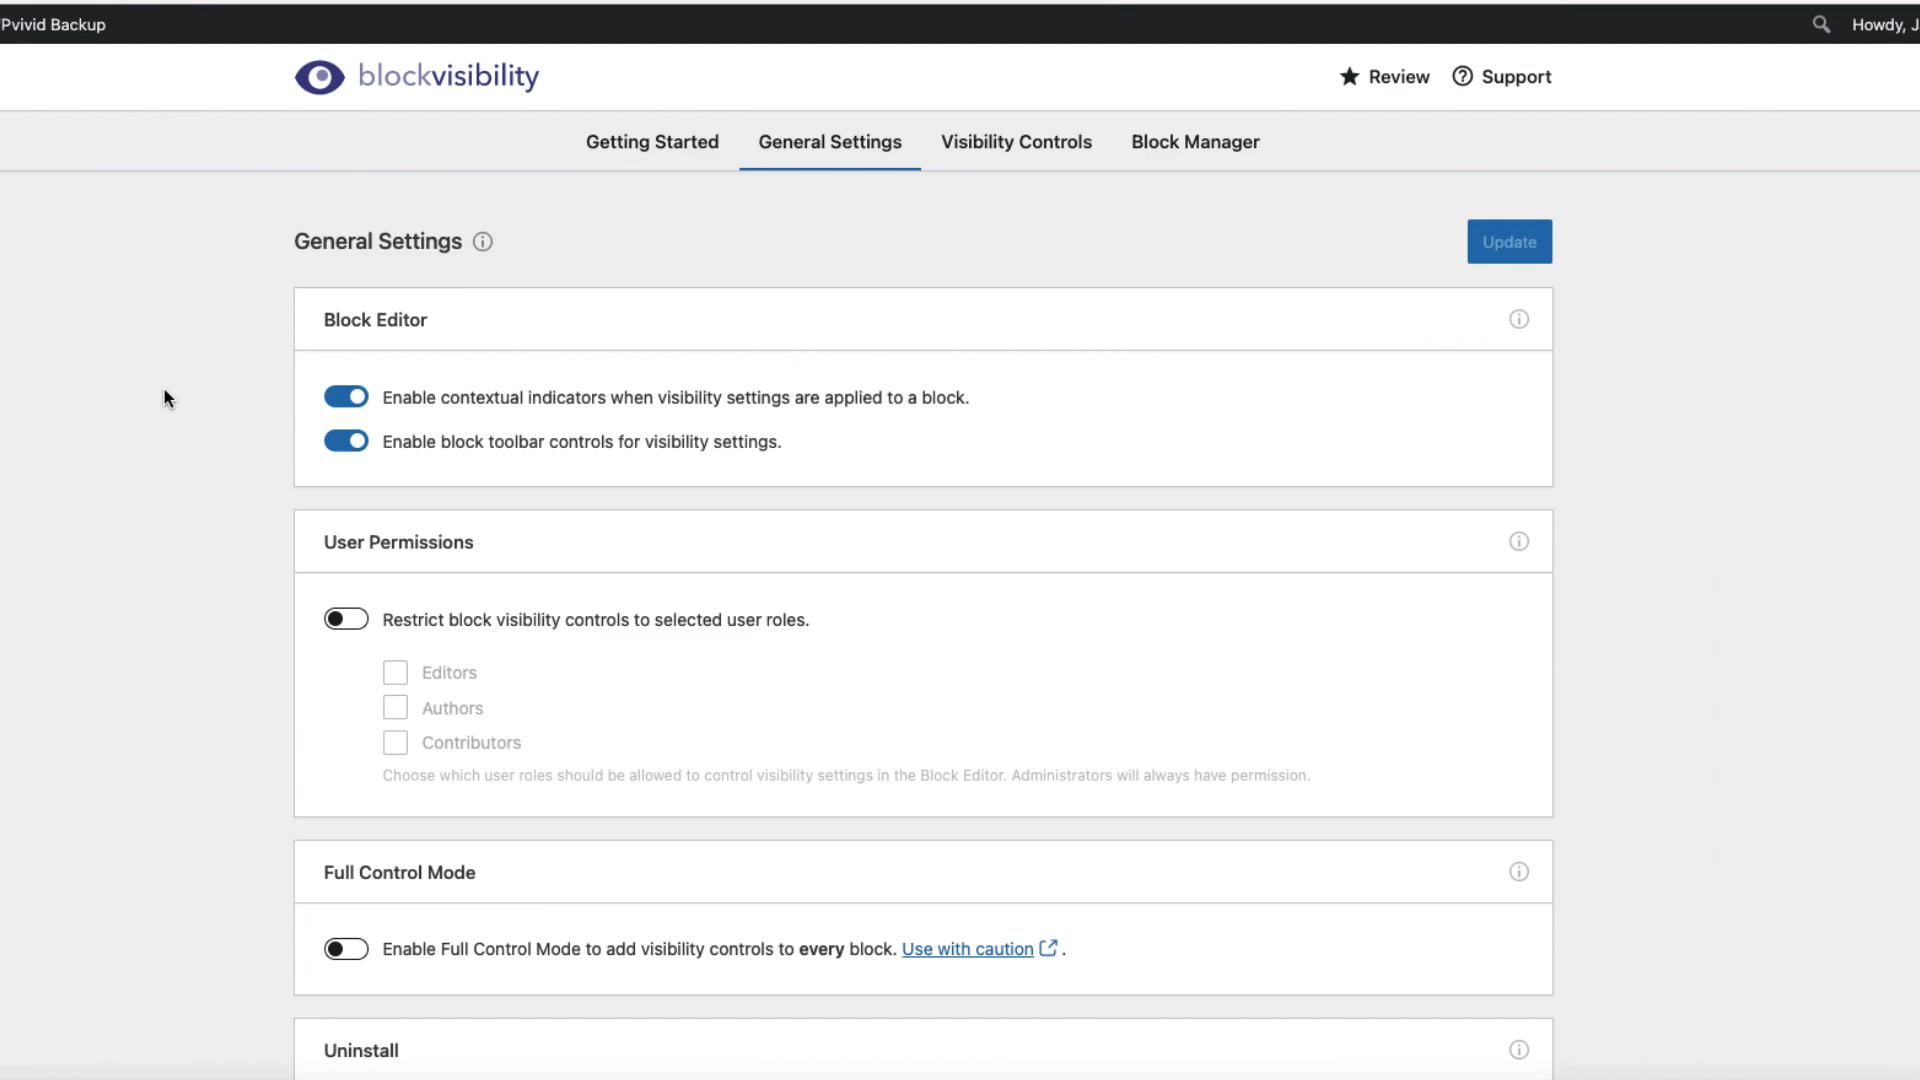 Pvivid Backup
Howdy, J
blockvisibility
Review
Support
Getting Started
General Settings
Visibility Controls
Block Manager
General Settings
Update
Block Editor
Enable contextual indicators when visibility settings are applied to a block.
Enable block toolbar controls for visibility settings.
User Permissions
Restrict block visibility controls to selected user roles.
Editors
Authors
Contributors
Choose which user roles should be allowed to control visibility settings in the Block Editor. Administrators will always have permission.
Full Control Mode
Enable Full Control Mode to add visibility controls to every block. Use with caution .
Uninstall